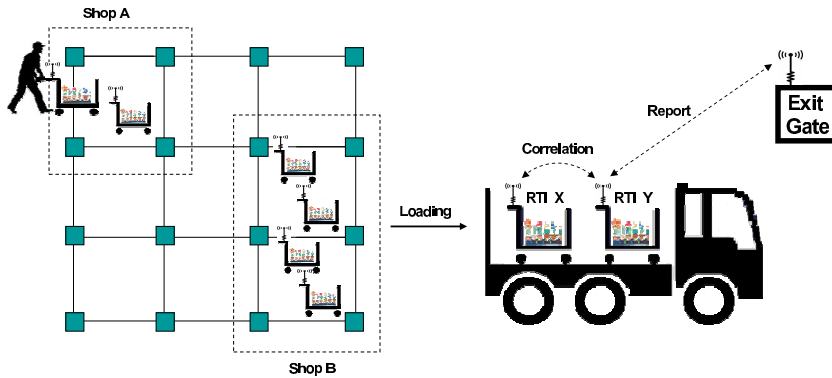 Shop A
Exit
Gate
Report
Correlation
RTI X
RTI Y
Loading
Shop B